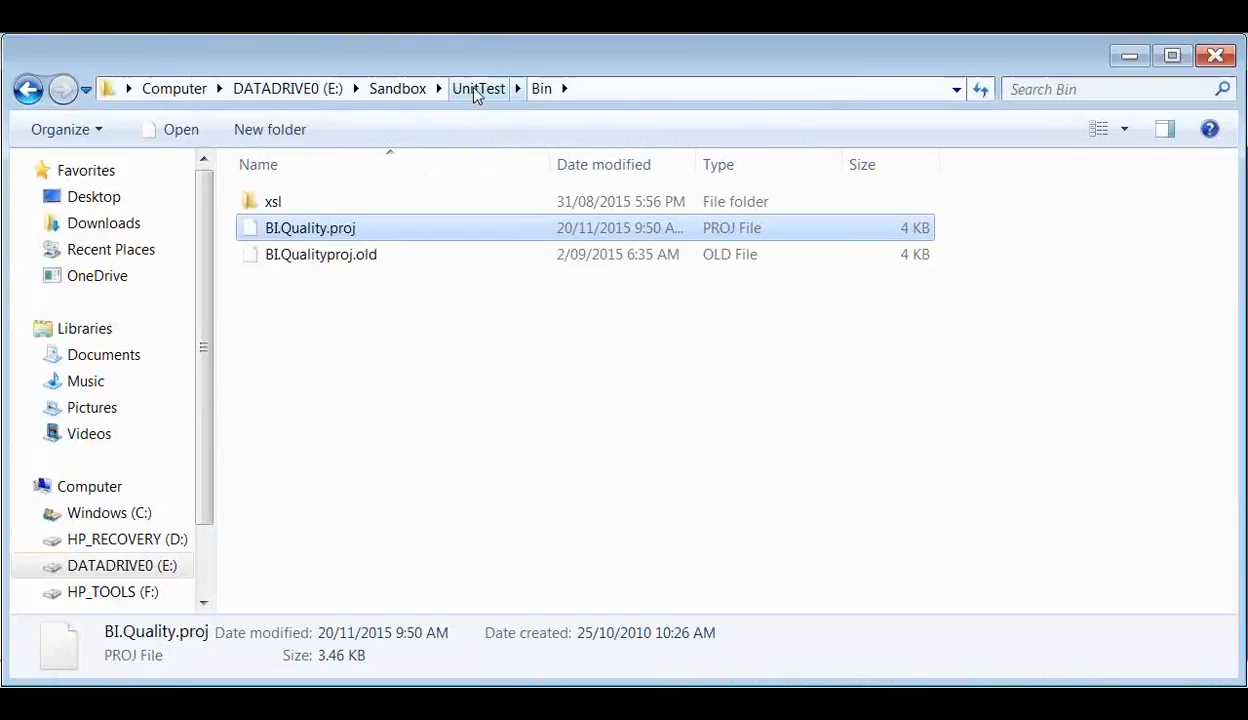 Computer DATADRIVE0 (E:) Sandbox UnitTest Bin Search Bin
Organize Open New folder
Favorites
Desktop
Downloads
Recent Places
OneDrive
Libraries
Documents
Music
Pictures
Videos
Computer
Windows (C:)
HP_RECOVERY (D:)
DATADRIVE0 (E:)
HP_TOOLS (F:)
Name Date modified Type Size
xsl 31/08/2015 5:56 PM File folder
BI.Quality.proj 20/11/2015 9:50 A... PROJ File 4 KB
BI.Qualityproj.old 2/09/2015 6:35 AM OLD File 4 KB
BI.Quality.proj Date modified: 20/11/2015 9:50 AM Date created: 25/10/2010 10:26 AM
PROJ File Size: 3.46 KB